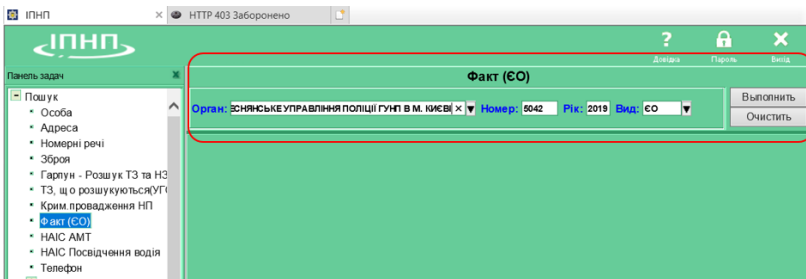 ІПНП
HTTP 403 Заборонено
ІПНП
Довідка
Пароль
Вихід
Панель задач
Факт (ЄО)
Орган: ЕСНЯНСЬКЕ УПРАВЛІННЯ ПОЛІЦІЇ ГУНП В М. КИЄВІ Номер: 5042 Рік: 2019 Вид: ЄО
Выполнить
Очистить
Пошук
Особа
Адреса
Номерні речі
Зброя
Гарпун - Розшук ТЗ та НЗ
ТЗ, що розшукуються(УГО
Крим.провадження НП
Факт (ЄО)
НАІС АМТ
НАІС Посвідчення водія
Телефон